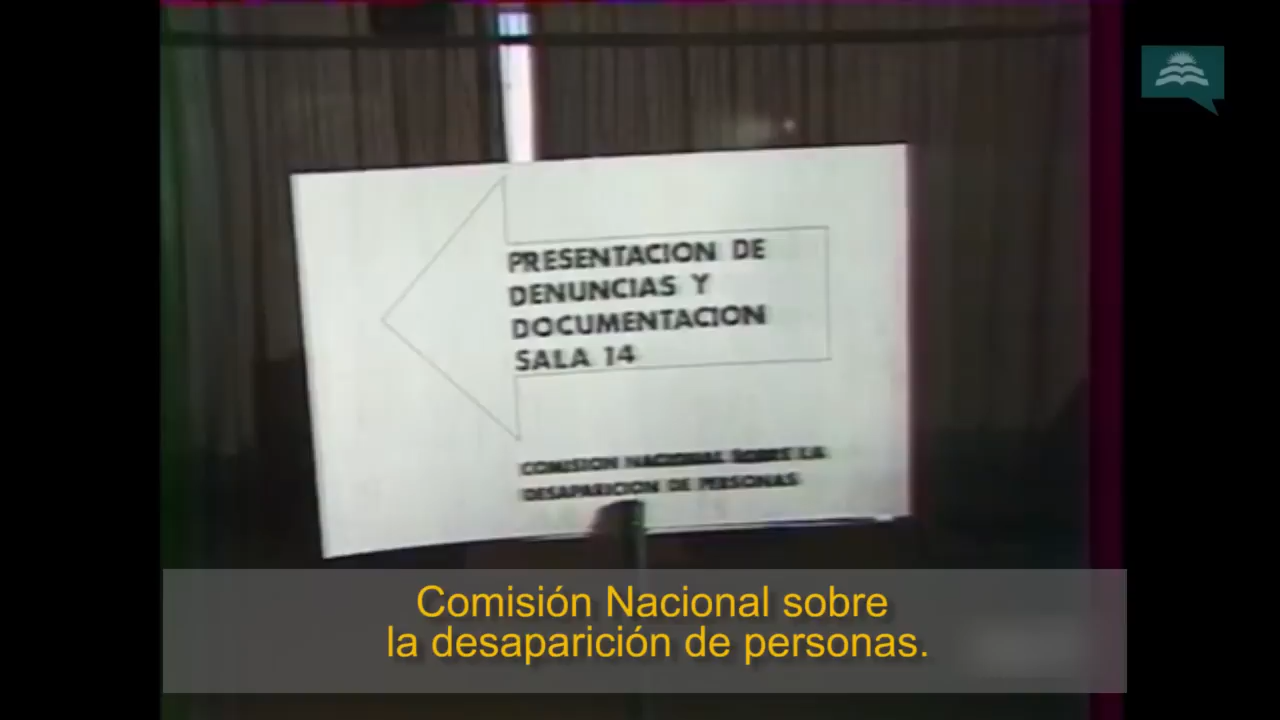 PRESENTACION DE
DENUNCIAS Y
DOCUMENTACION
SALA 14
COMISION NACIONAL SOBRE LA
DESAPARICION DE PERSONAS
Comisión Nacional sobre
la desaparición de personas.